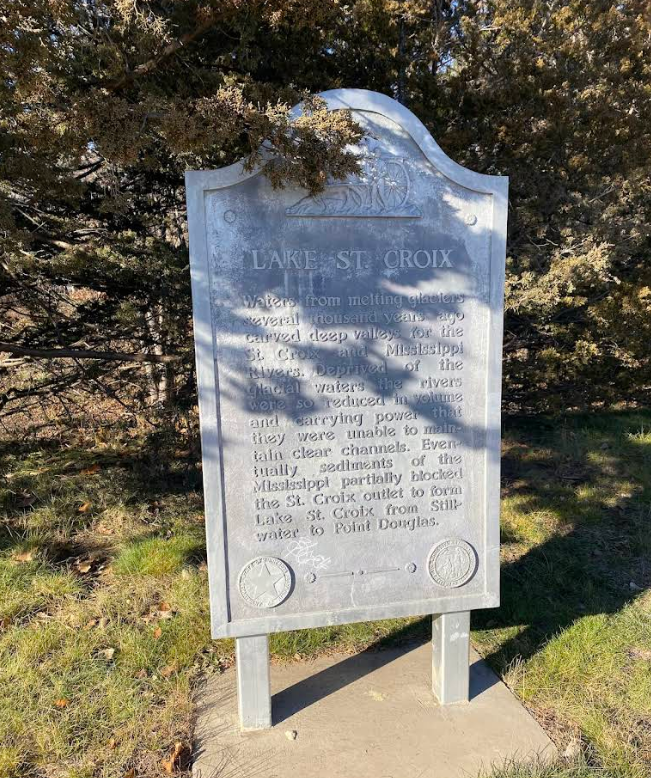 LAKE ST. CROIX
Waters from melting glaciers
several thousand years ago
carved deep valleys for the
St. Croix and Mississippi
Rivers. Deprived of the
glacial waters the rivers
were so reduced in volume
and carrying power that
they were unable to main-
tain clear channels. Even-
tually sediments of the
Mississippi partially blocked
the St. Croix outlet to form
Lake St. Croix from Still-
water to Point Douglas.